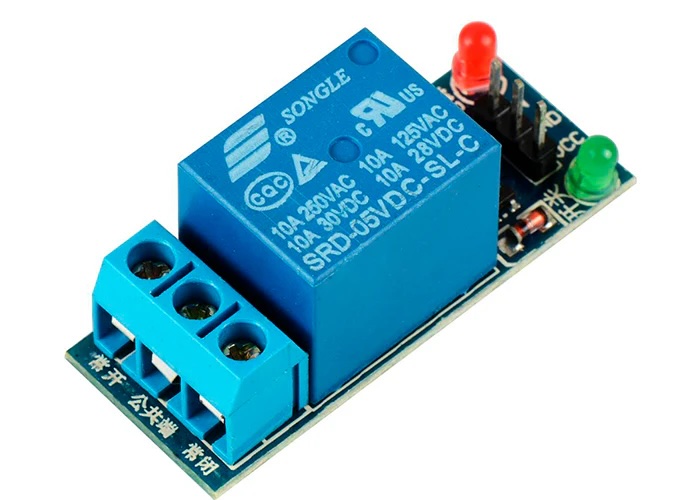 SONGLE
®
C UR US
CQC
10A 250VAC 10A 125VAC
10A 30VDC 10A 28VDC
SRD-05VDC-SL-C
VCC
常开 公共端 常闭